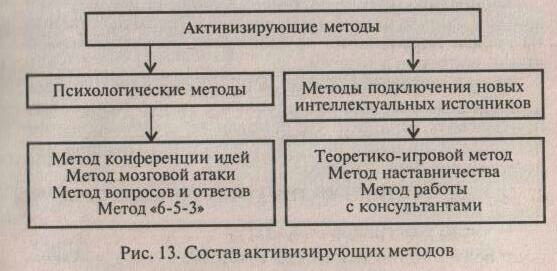 Активизирующие методы
Психологические методы
Методы подключения новых
интеллектуальных источников
Метод конференции идей
Метод мозговой атаки
Метод вопросов и ответов
Метод «6-5-3»
Теоретико-игровой метод
Метод наставничества
Метод работы
с консультантами
Рис. 13. Состав активизирующих методов